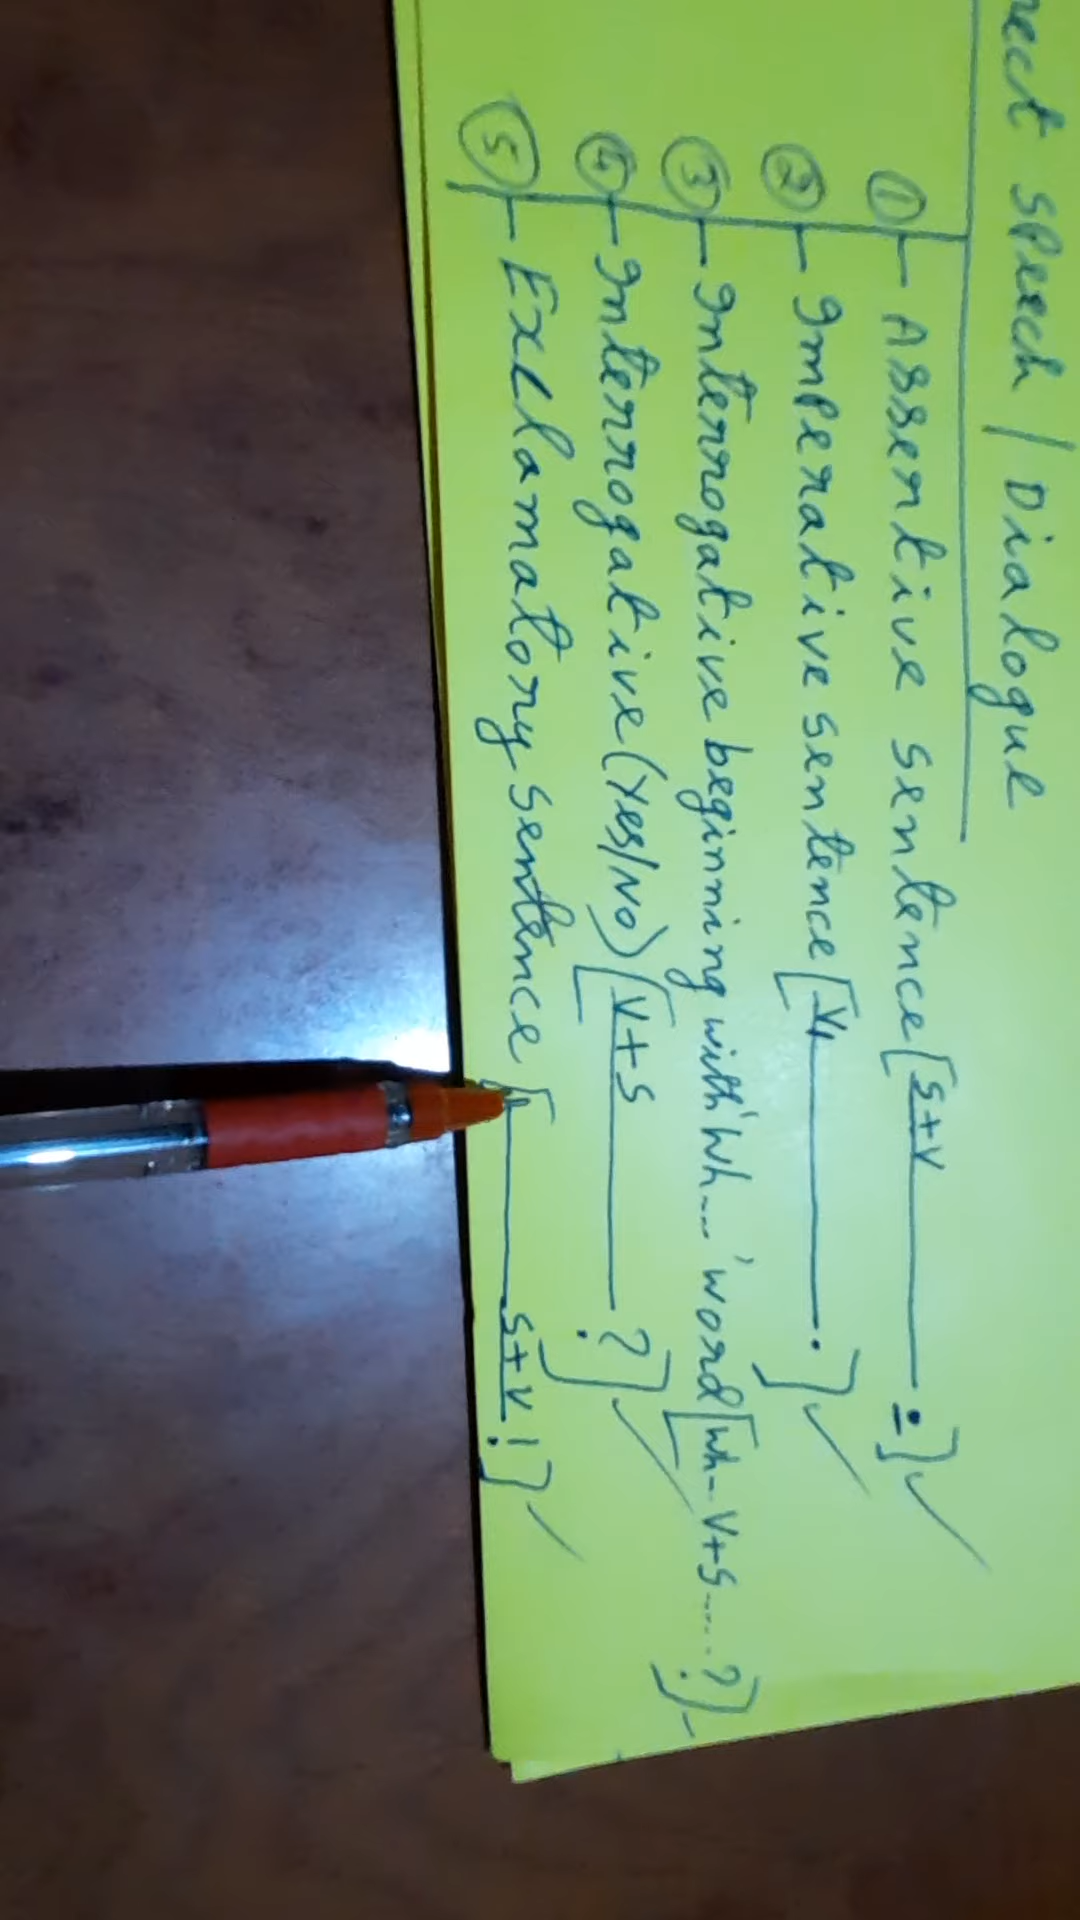 speech / Dialogue
① Assertive sentence [S+V ______ .]
② Imperative sentence [V1 ______ .]
③ Interrogative beginning with 'Wh...' word [Wh- V+S.....?]
④ Interrogative (Yes/No) [V+S ______ ?]
⑤ Exclamatory sentence [______ S+V !]